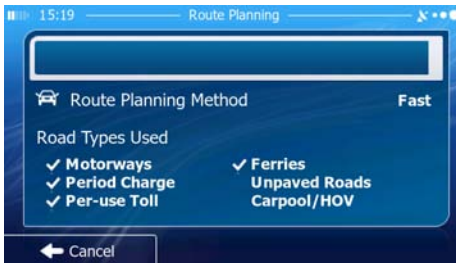 15:19 Route Planning
Route Planning Method Fast
Road Types Used
Motorways Ferries
Period Charge Unpaved Roads
Per-use Toll Carpool/HOV
Cancel